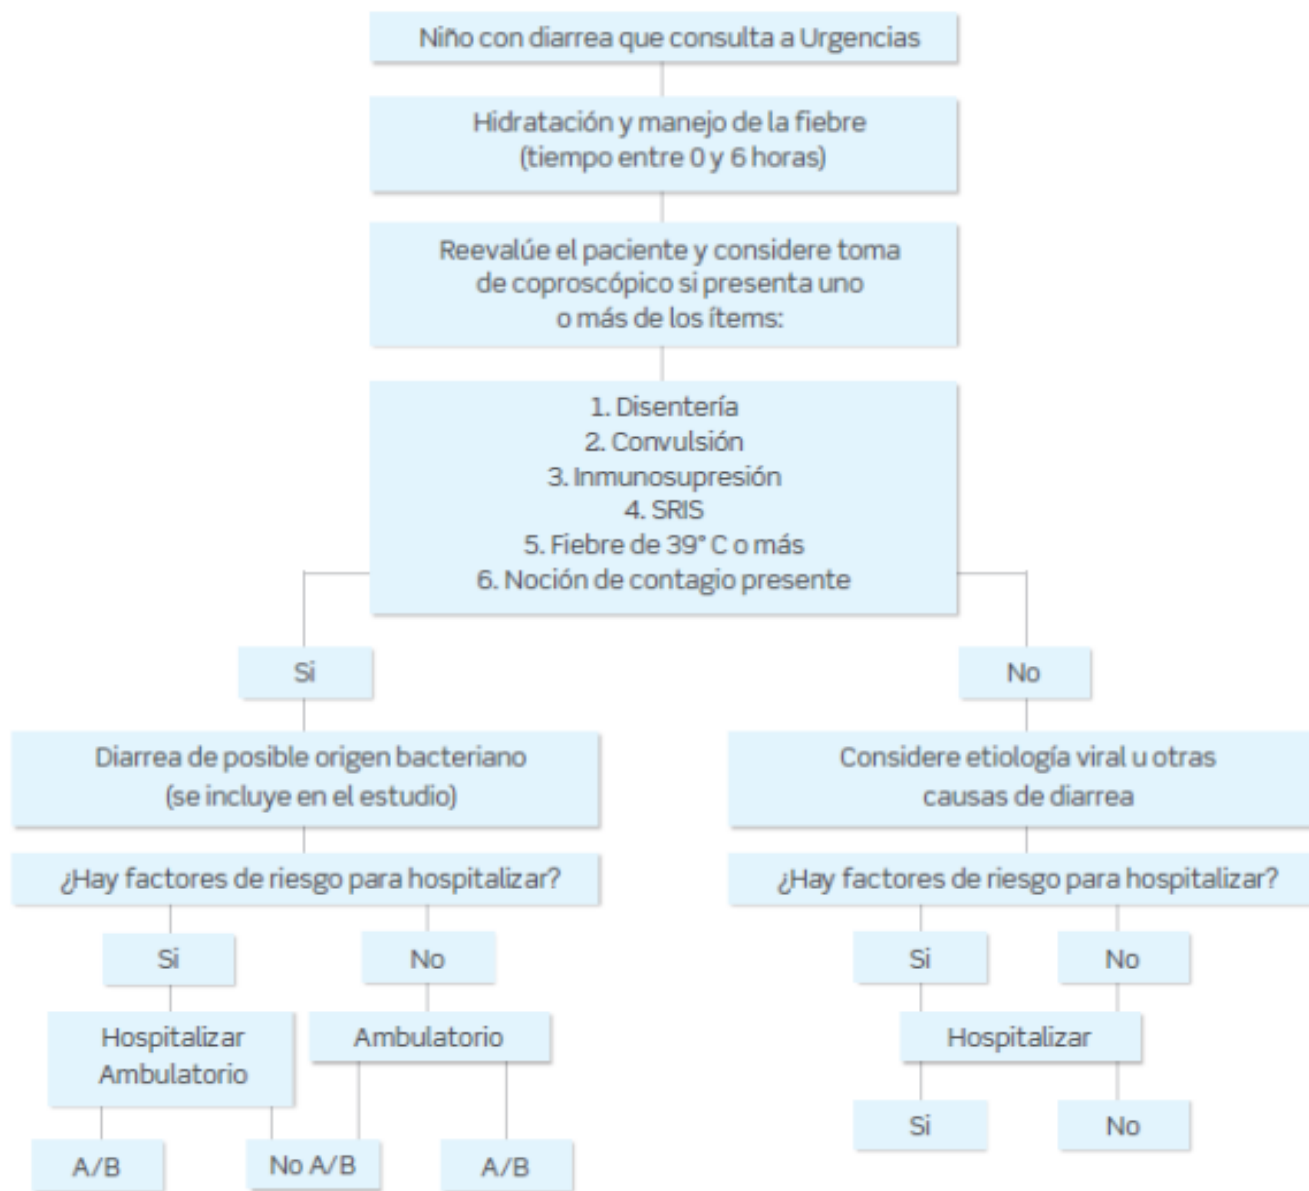 Niño con diarrea que consulta a Urgencias
Hidratación y manejo de la fiebre
(tiempo entre 0 y 6 horas)
Reevalúe el paciente y considere toma
de coproscópico si presenta uno
o más de los ítems:
1. Disentería
2. Convulsión
3. Inmunosupresión
4. SRIS
5. Fiebre de 39° C o más
6. Noción de contagio presente
Si
No
Diarrea de posible origen bacteriano
(se incluye en el estudio)
Considere etiología viral u otras
causas de diarrea
¿Hay factores de riesgo para hospitalizar?
¿Hay factores de riesgo para hospitalizar?
Si
No
Si
No
Hospitalizar
Ambulatorio
Ambulatorio
Hospitalizar
Si
No
A/B
No A/B
A/B